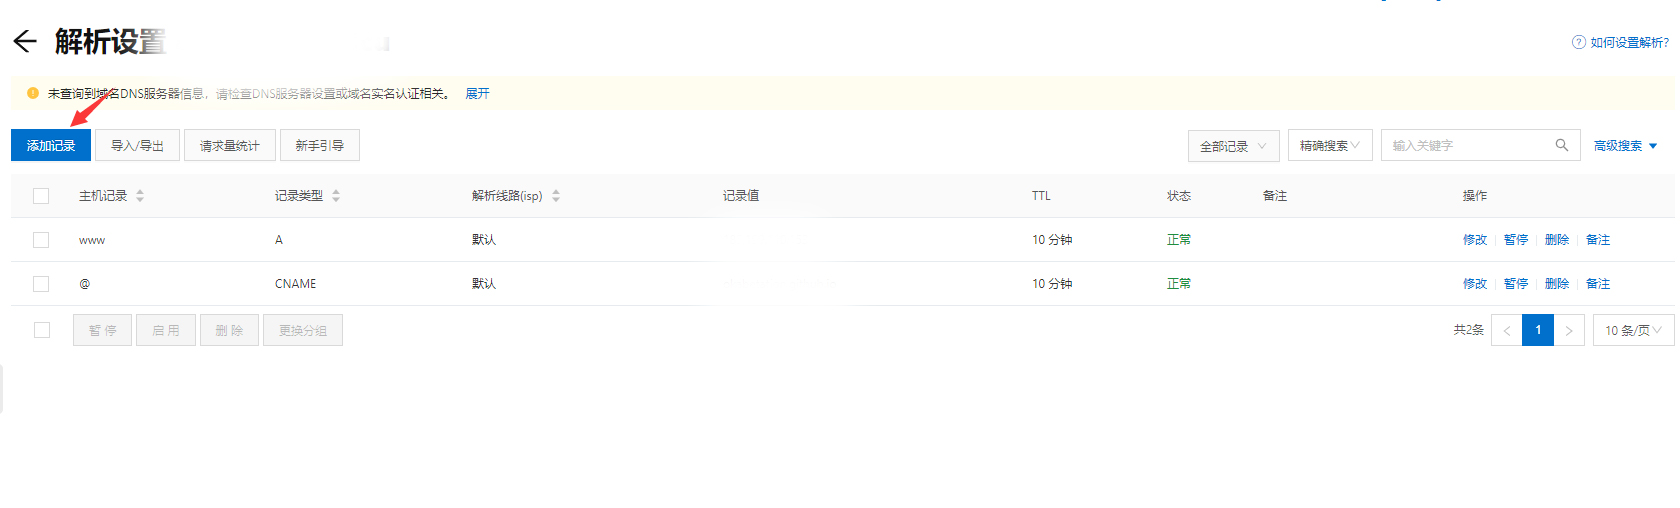 解析设置
如何设置解析?
未查询到域名DNS服务器信息，请检查DNS服务器设置或域名实名认证相关。 展开
添加记录 导入/导出 请求量统计 新手引导 全部记录 精确搜索 输入关键字 高级搜索
主机记录 记录类型 解析线路(isp) 记录值 TTL 状态 备注 操作
www A 默认 10 分钟 正常 修改 暂停 删除 备注
@ CNAME 默认 10 分钟 正常 修改 暂停 删除 备注
暂 停 启 用 删 除 更换分组 共2条 1 10 条/页